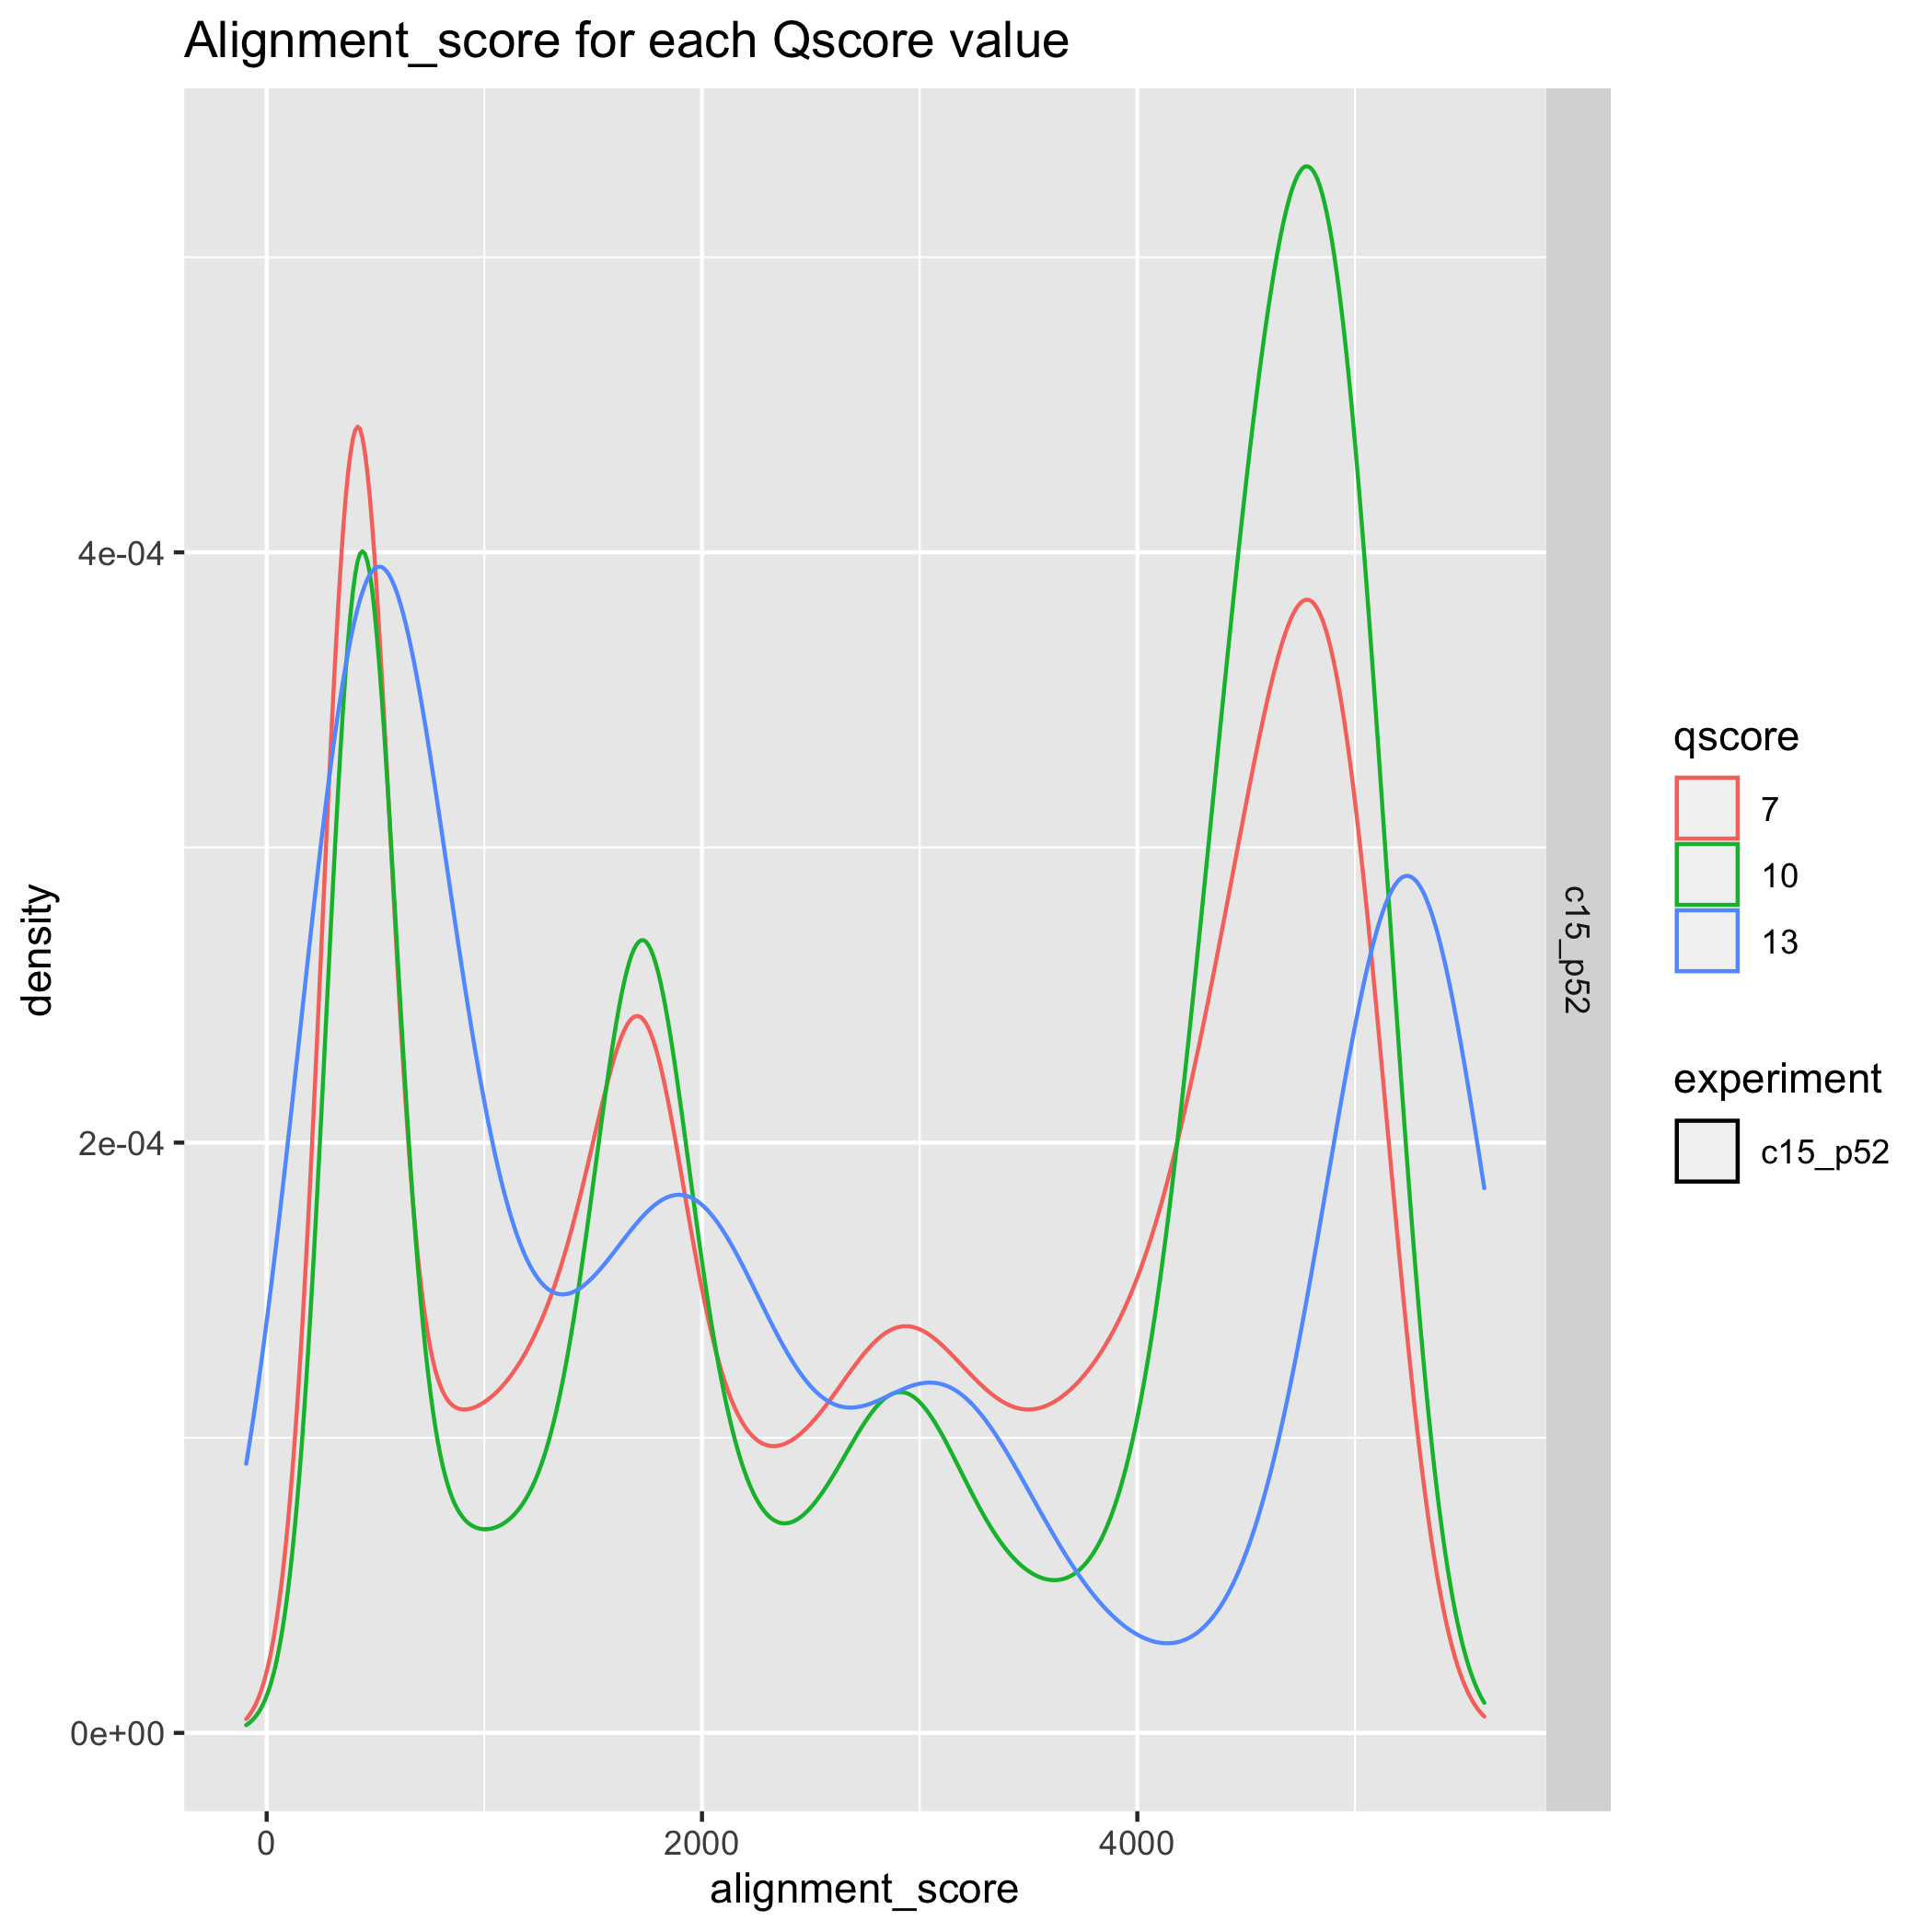 Alignment_score for each Qscore value
density
4e-04
2e-04
0e+00
0
2000
4000
alignment_score
c15_p52
qscore
7
10
13
experiment
c15_p52